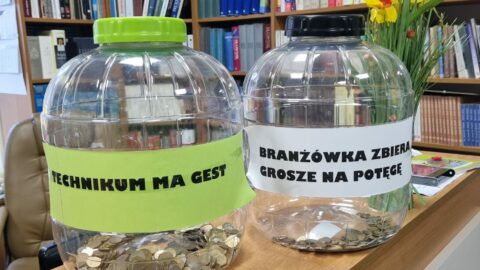 TECHNIKUM MA GEST
BRANŻÓWKA ZBIERA
GROSZE NA POTĘGĘ